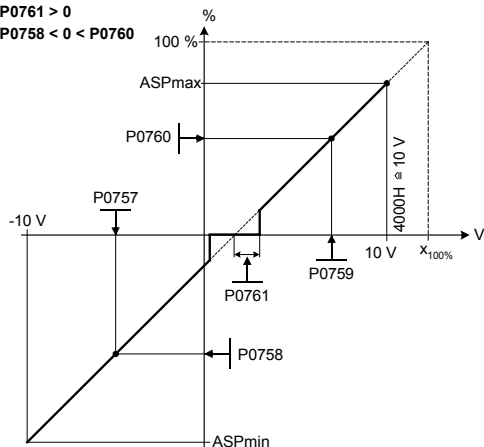 P0761 > 0
P0758 < 0 < P0760
%
100 %
ASPmax
P0760
4000H ≙ 10 V
P0757
-10 V
V
10 V
x100%
P0759
P0761
P0758
ASPmin